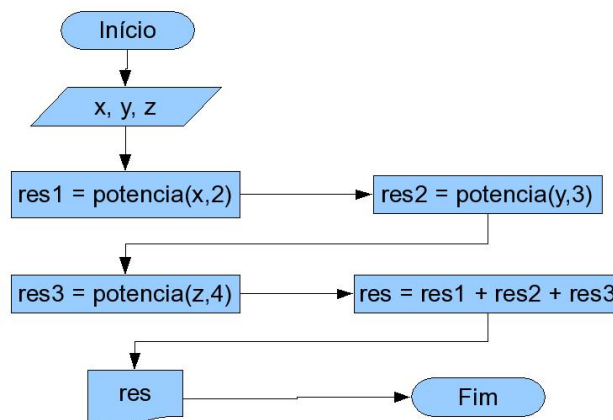 Início
x, y, z
res1 = potencia(x,2)
res2 = potencia(y,3)
res3 = potencia(z,4)
res = res1 + res2 + res3
res
Fim